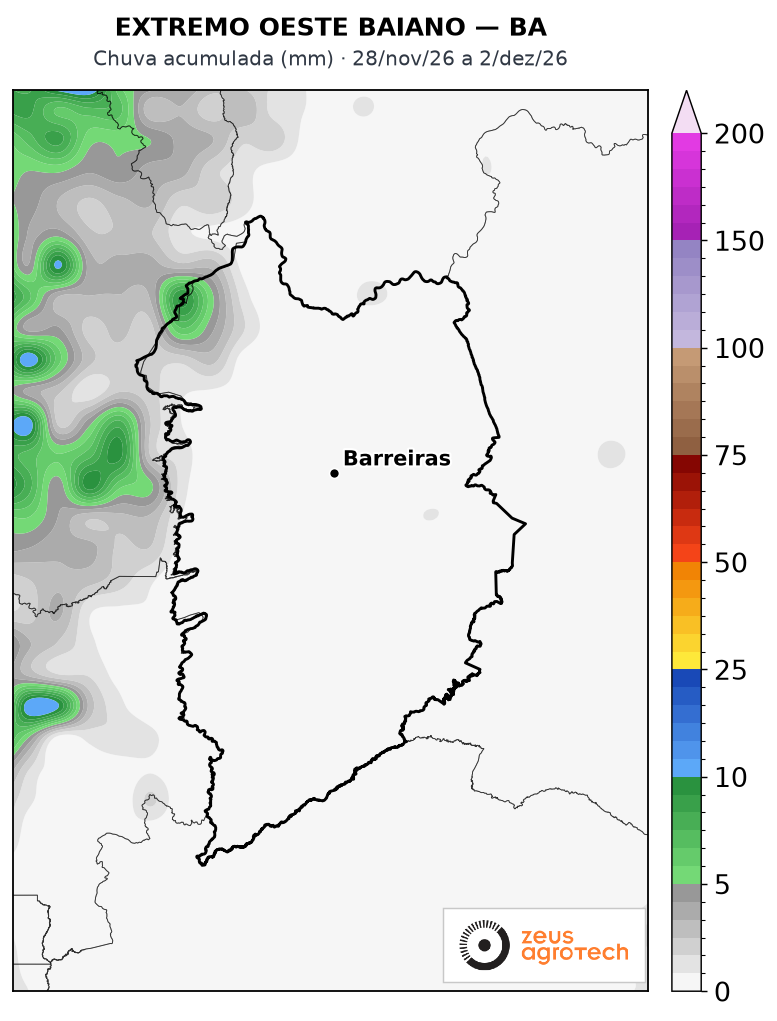 EXTREMO OESTE BAIANO — BA
Chuva acumulada (mm) · 28/nov/26 a 2/dez/26
200
150
100
75
50
25
10
5
0
Barreiras
zeus
agrotech